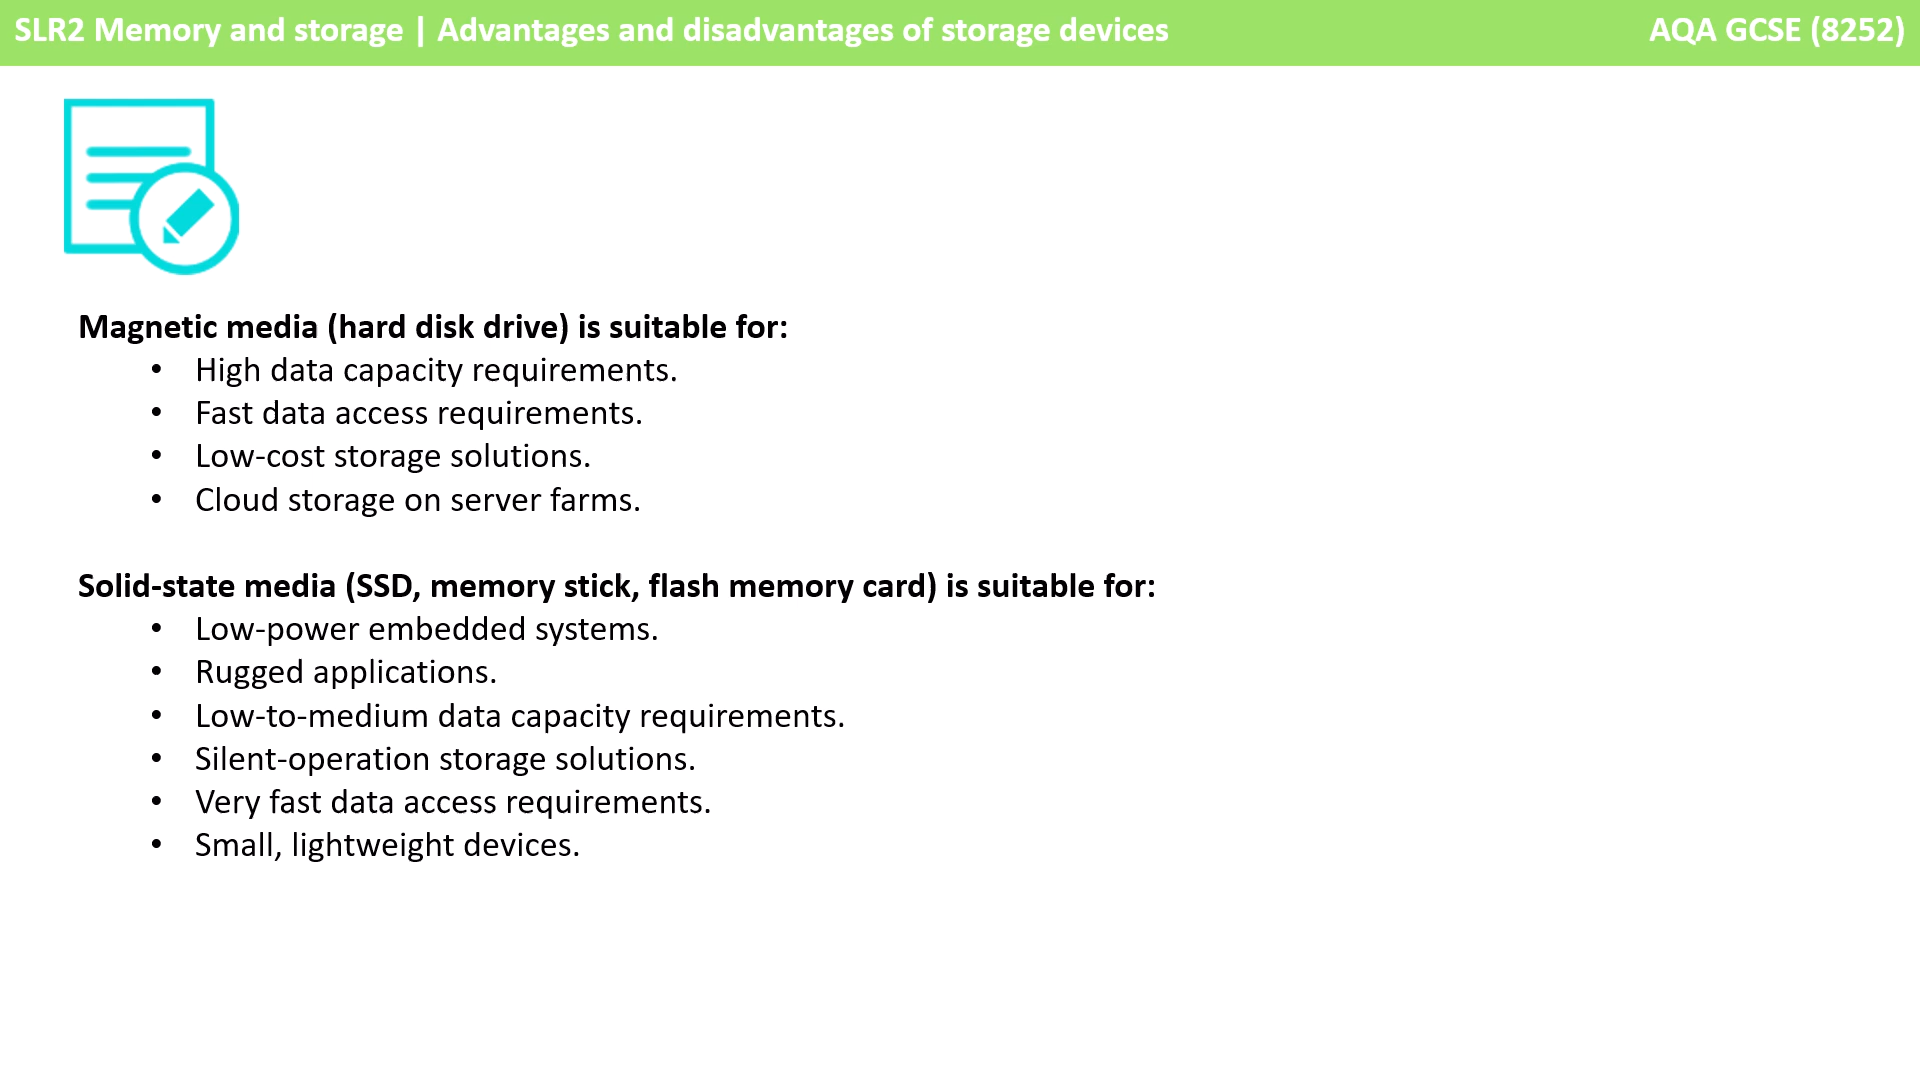 SLR2 Memory and storage | Advantages and disadvantages of storage devices
AQA GCSE (8252)
Magnetic media (hard disk drive) is suitable for:
• High data capacity requirements.
• Fast data access requirements.
• Low-cost storage solutions.
• Cloud storage on server farms.
Solid-state media (SSD, memory stick, flash memory card) is suitable for:
• Low-power embedded systems.
• Rugged applications.
• Low-to-medium data capacity requirements.
• Silent-operation storage solutions.
• Very fast data access requirements.
• Small, lightweight devices.